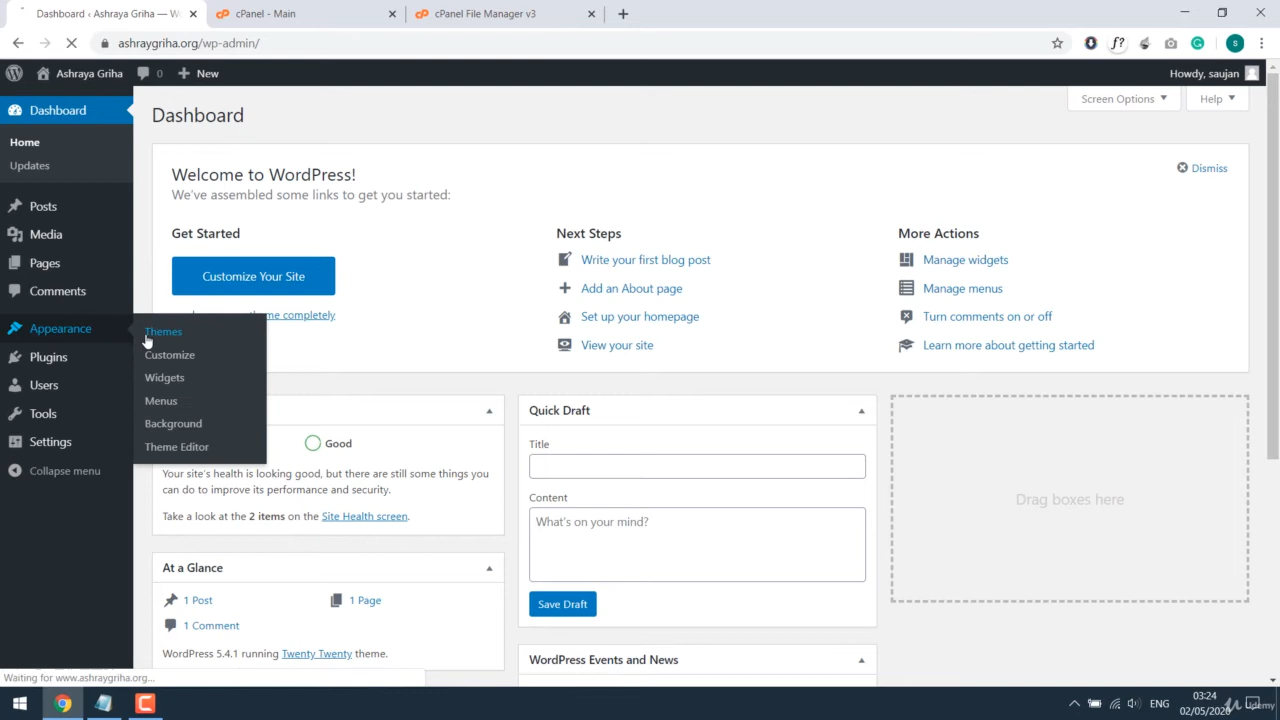 Dashboard ‹ Ashraya Griha — W
cPanel - Main
cPanel File Manager v3
ashraygriha.org/wp-admin/
f?
s
Ashraya Griha
0
New
Howdy, saujan
Dashboard
Home
Updates
Posts
Media
Pages
Comments
Appearance
Plugins
Users
Tools
Settings
Collapse menu
Themes
Customize
Widgets
Menus
Background
Theme Editor
Dashboard
Screen Options
Help
Welcome to WordPress!
We've assembled some links to get you started:
Dismiss
Get Started
Customize Your Site
me completely
Next Steps
Write your first blog post
Add an About page
Set up your homepage
View your site
More Actions
Manage widgets
Manage menus
Turn comments on or off
Learn more about getting started
Good
Your site's health is looking good, but there are still some things you
can do to improve its performance and security.
Take a look at the 2 items on the Site Health screen.
At a Glance
1 Post
1 Page
1 Comment
WordPress 5.4.1 running Twenty Twenty theme.
Quick Draft
Title
Content
What's on your mind?
Save Draft
WordPress Events and News
Drag boxes here
Waiting for www.ashraygriha.org...
ENG
03:24
02/05/2020
Udemy